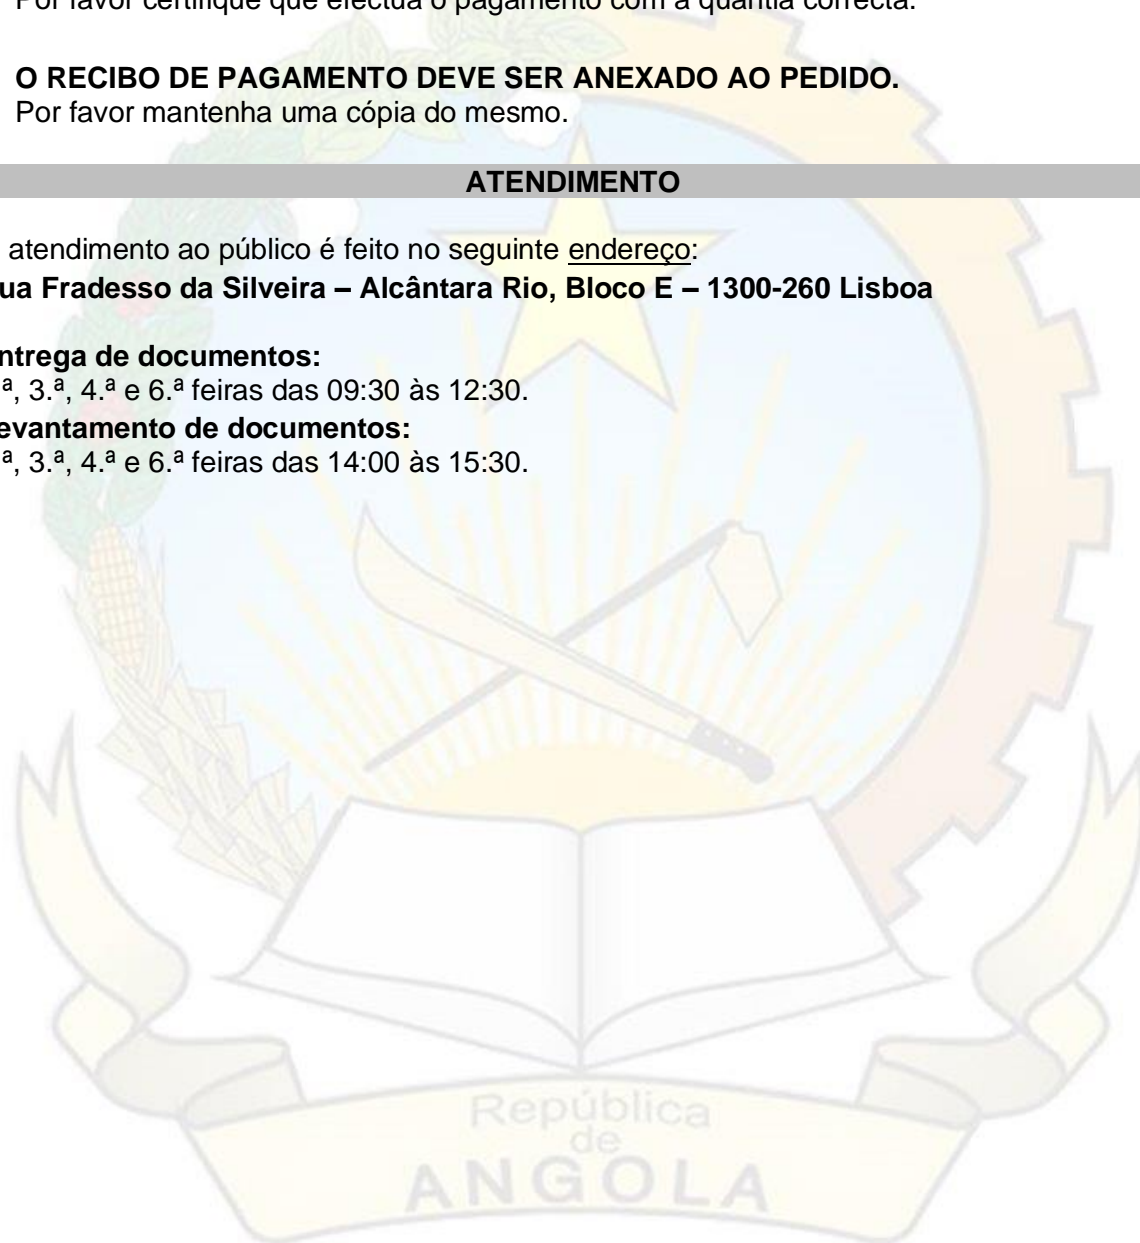 Por favor certifique que efectua o pagamento com a quantia correcta.
O RECIBO DE PAGAMENTO DEVE SER ANEXADO AO PEDIDO.
Por favor mantenha uma cópia do mesmo.
ATENDIMENTO
atendimento ao público é feito no seguinte endereço:
ua Fradesso da Silveira – Alcântara Rio, Bloco E – 1300-260 Lisboa
ntrega de documentos:
ª, 3.ª, 4.ª e 6.ª feiras das 09:30 às 12:30.
evantamento de documentos:
ª, 3.ª, 4.ª e 6.ª feiras das 14:00 às 15:30.
República
de
ANGOLA